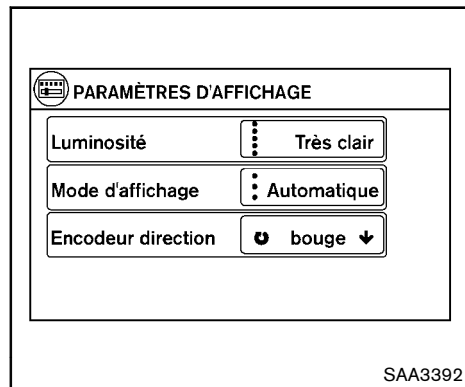 PARAMÈTRES D'AFFICHAGE
Luminosité Très clair
Mode d'affichage Automatique
Encodeur direction bouge
SAA3392